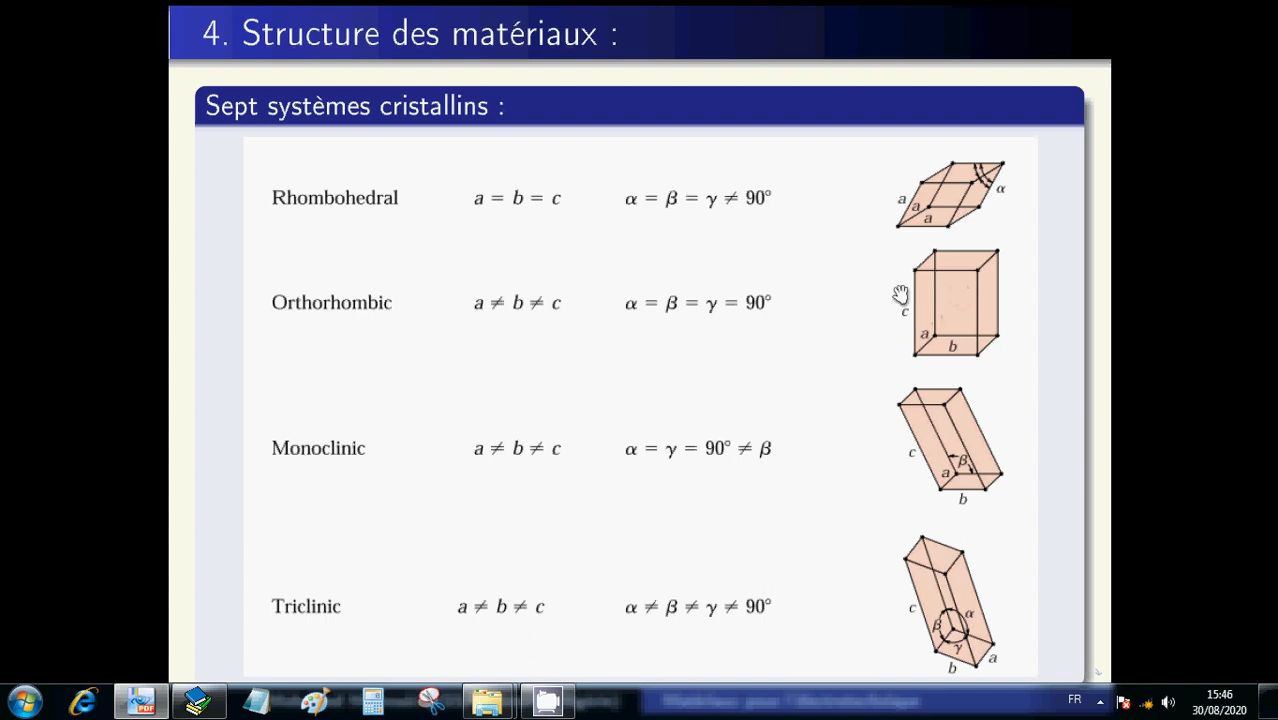 4. Structure des matériaux :
Sept systèmes cristallins :
Rhombohedral a = b = c α = β = γ ≠ 90°
a
a
a
α
Orthorhombic a ≠ b ≠ c α = β = γ = 90°
c
a
b
Monoclinic a ≠ b ≠ c α = γ = 90° ≠ β
c
a
β
b
Triclinic a ≠ b ≠ c α ≠ β ≠ γ ≠ 90°
c
β
α
γ
a
b
PDF
FR
15:46
30/08/2020